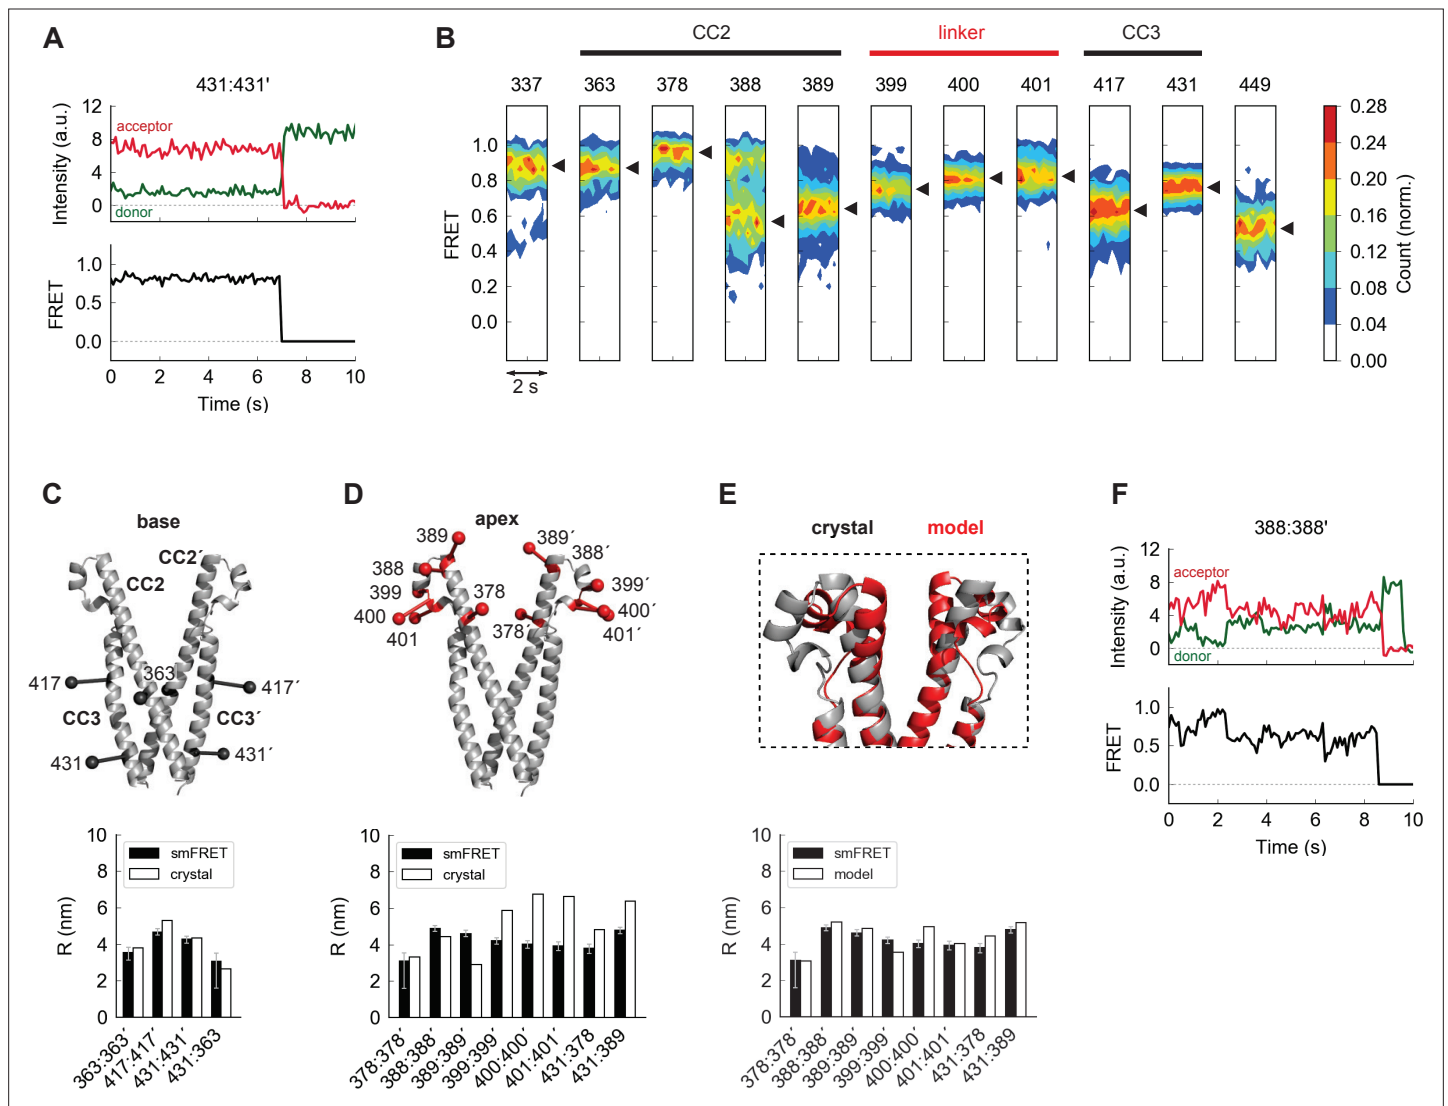 A
431:431'
12
8
4
0
Intensity (a.u.)
acceptor
donor
1.0
0.5
0.0
FRET
0 2 4 6 8 10
Time (s)
B
CC2 linker CC3
337 363 378 388 389 399 400 401 417 431 449
1.0
0.8
0.6
0.4
0.2
0.0
FRET
2 s
0.28
0.24
0.20
0.16
0.12
0.08
0.04
0.00
Count (norm.)
C
base
CC2´
CC2
363
417 417´
CC3 CC3´
431 431´
10
8
6
4
2
0
R (nm)
smFRET
crystal
363:363´ 417:417´ 431:431´ 431:363
D
apex
389 389´
388 388´
399 378 399´
400 400´
401 378´ 401´
10
8
6
4
2
0
R (nm)
smFRET
crystal
378:378´ 388:388´ 389:389´ 399:399´ 400:400´ 401:401´ 431:378 431:389
E
crystal model
10
8
6
4
2
0
R (nm)
smFRET
model
378:378´ 388:388´ 389:389´ 399:399´ 400:400´ 401:401´ 431:378 431:389
F
388:388'
12
8
4
0
Intensity (a.u.)
acceptor
donor
1.0
0.5
0.0
FRET
0 2 4 6 8 10
Time (s)